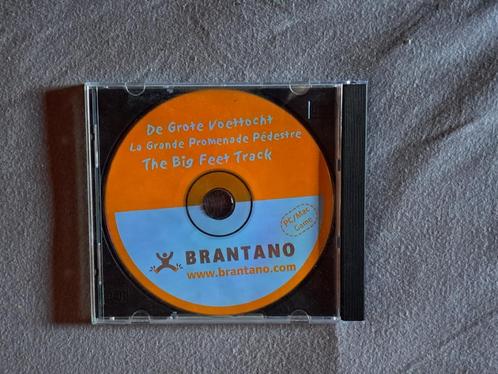 De Grote Voettocht
La Grande Promenade Pédestre
The Big Feet Track
PC/Mac
Game
BRANTANO
www.brantano.com